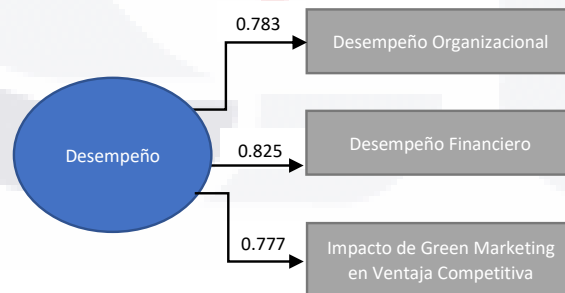 0.783
Desempeño Organizacional
Desempeño
0.825
Desempeño Financiero
0.777
Impacto de Green Marketing
en Ventaja Competitiva